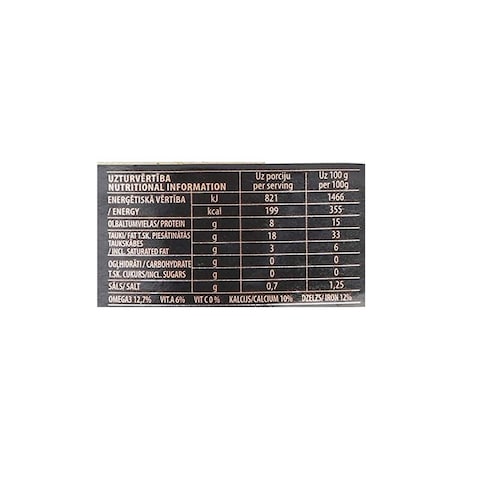 UZTURVĒRTĪBA
NUTRITIONAL INFORMATION
Uz porciju
per serving
Uz 100 g
per 100g
ENERĢĒTISKĀ VĒRTĪBA kJ 821 1466
/ ENERGY kcal 199 355
OLBALTUMVIELAS/ PROTEIN g 8 15
TAUKI/ FAT T.SK. PIESĀTINĀTĀS g 18 33
TAUKSKĀBES
/ INCL. SATURATED FAT g 3 6
OGĻHIDRĀTI / CARBOHYDRATE g 0 0
T.SK. CUKURS/INCL. SUGARS g 0 0
SĀLS/ SALT g 0,7 1,25
OMEGA3 12,7% VIT.A 6% VIT C 0 % KALCIJS/CALCIUM 10% DZELZS/ IRON 12%